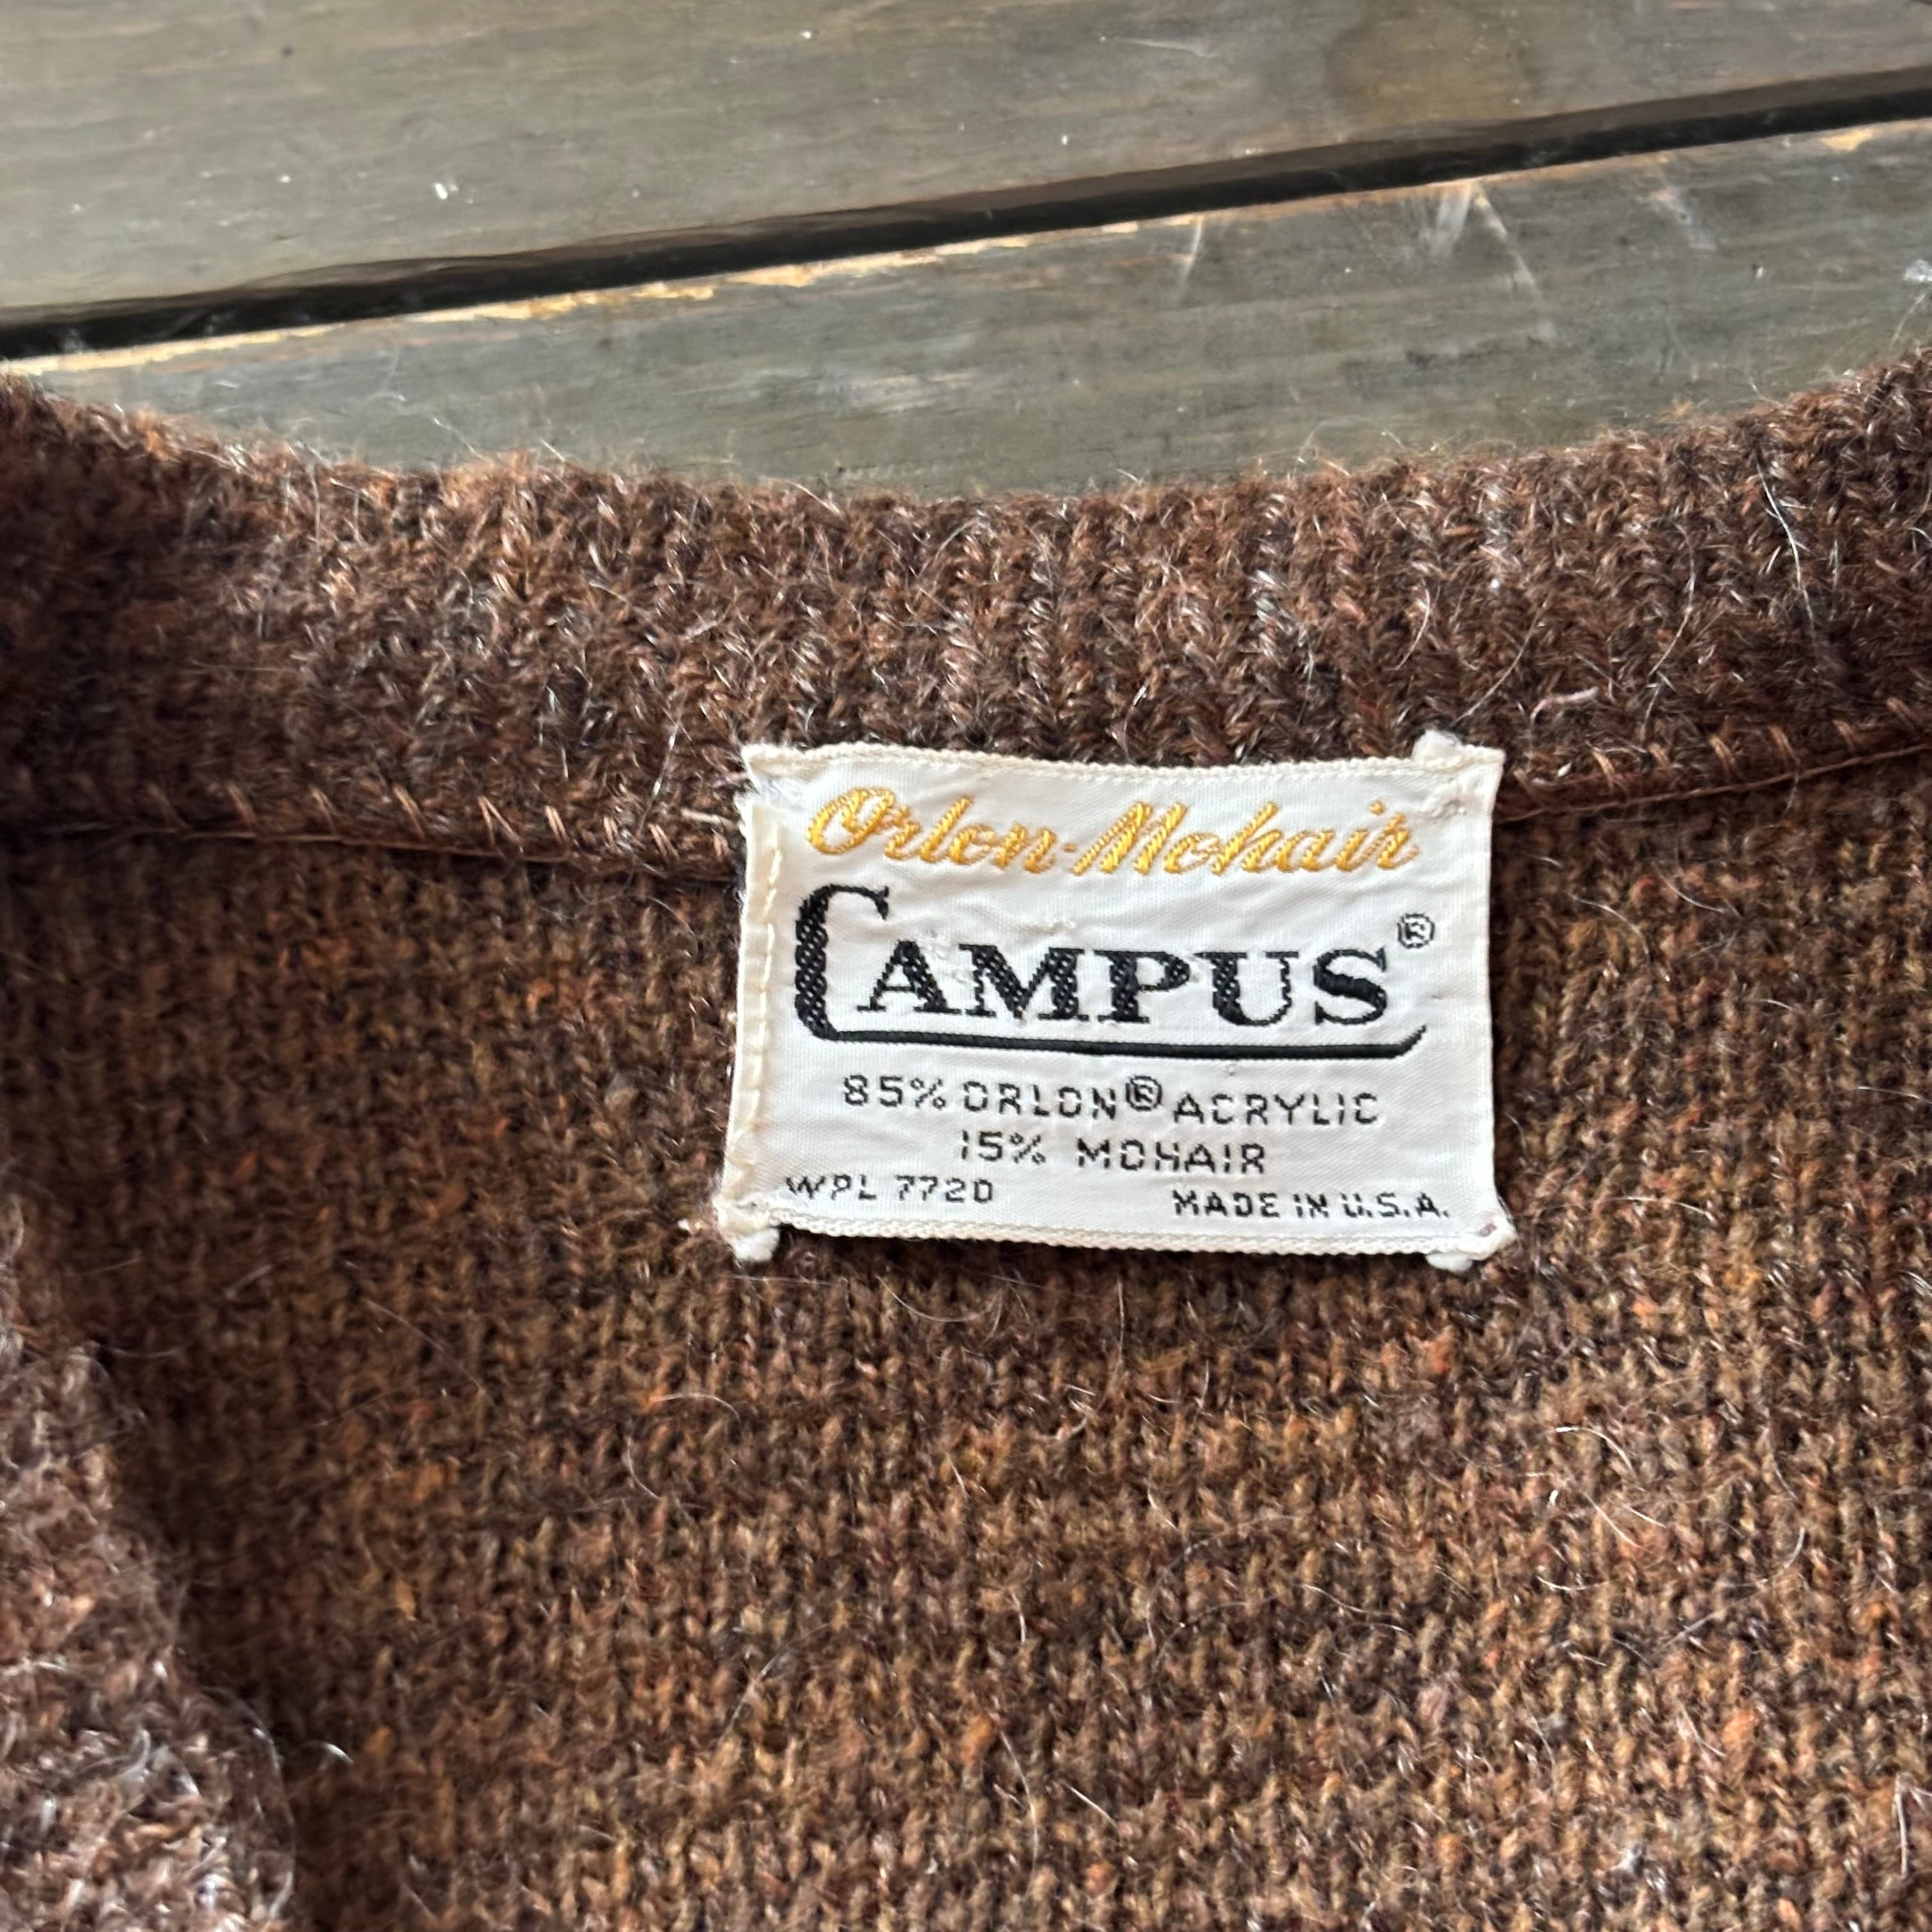 Orlon-Mohair
CAMPUS®
85% ORLON® ACRYLIC
15% MOHAIR
WPL 7720 MADE IN U.S.A.